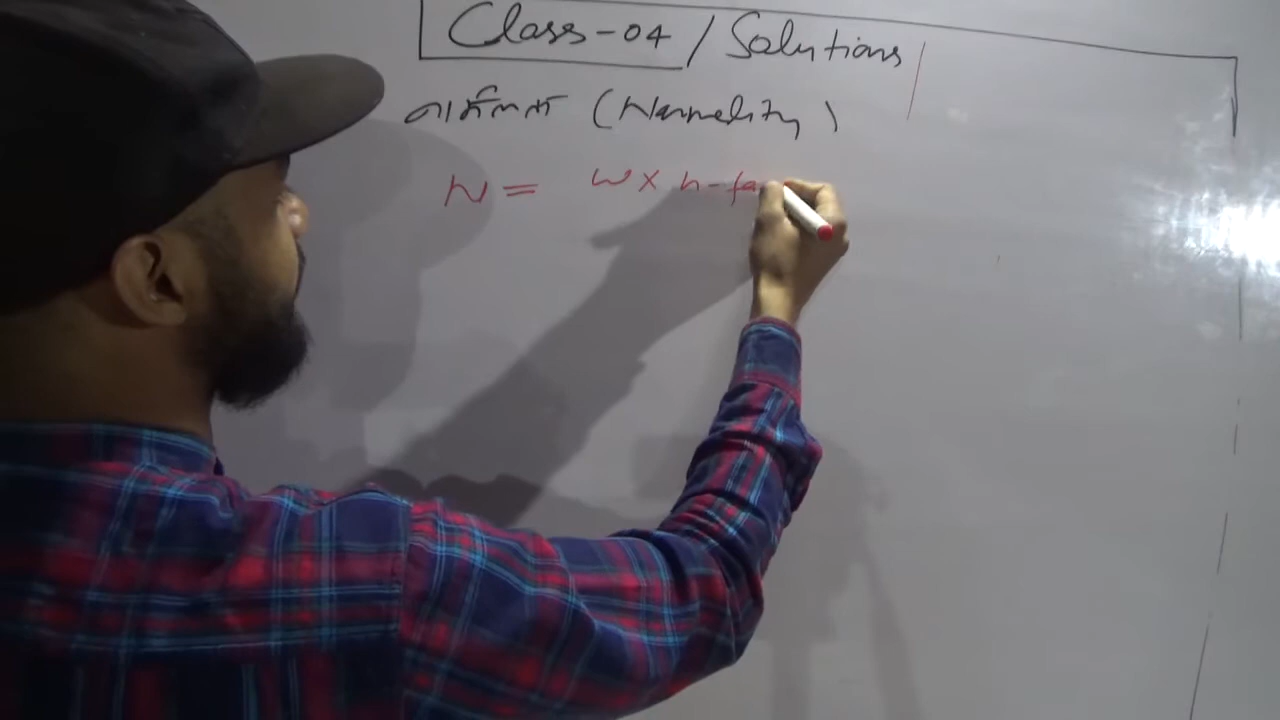 Class-04 / Solutions
নর্মালিটি (Normality)
N = W × n-fa